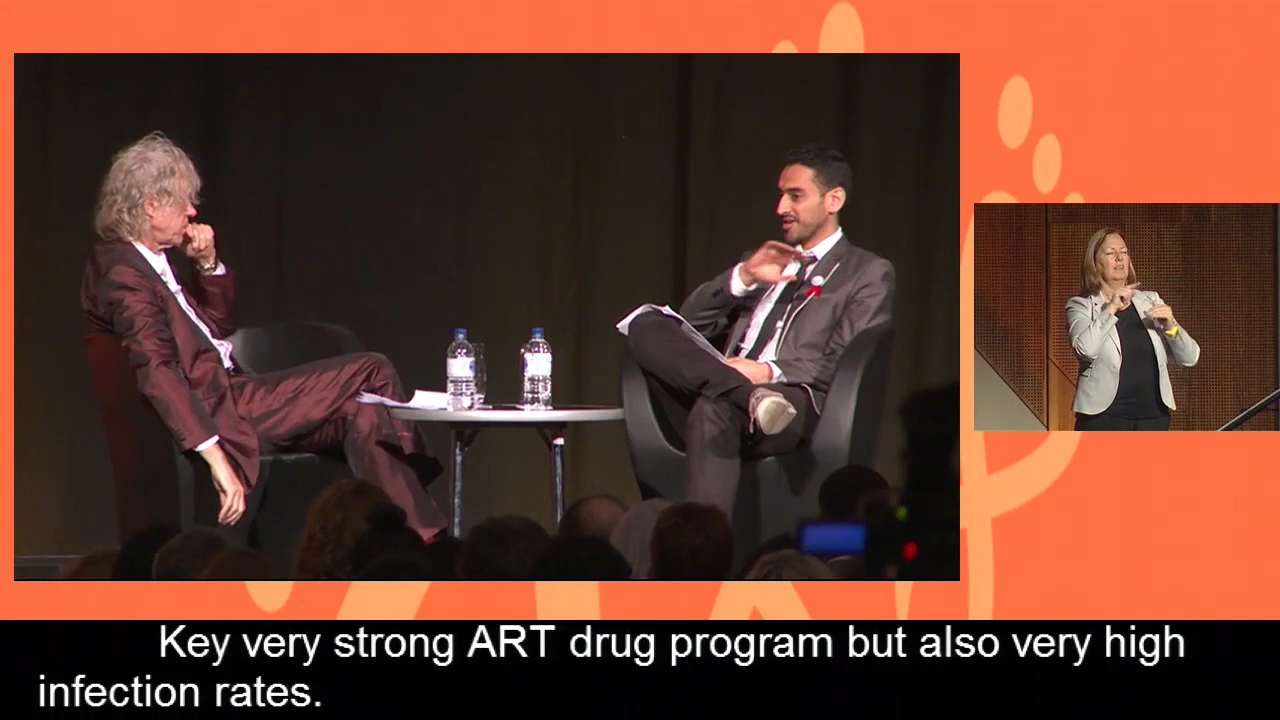 Key very strong ART drug program but also very high
infection rates.